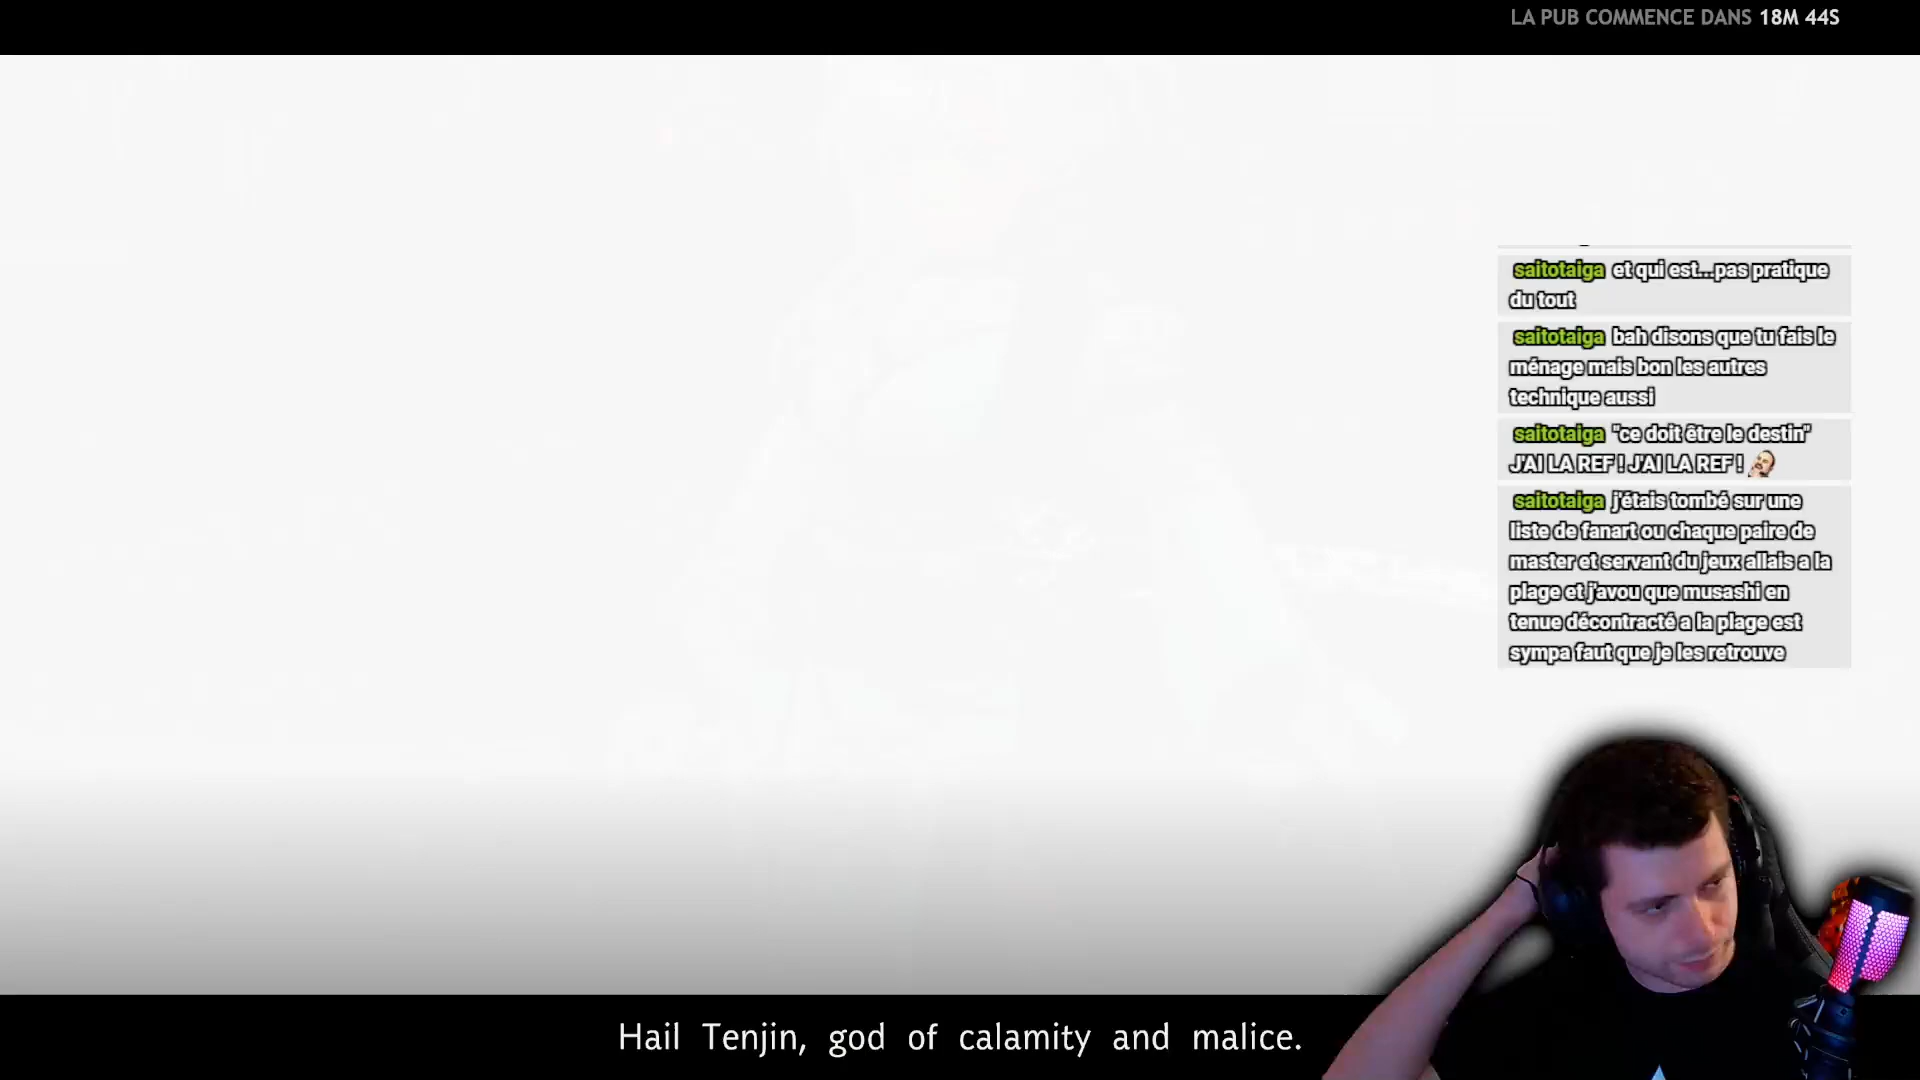 LA PUB COMMENCE DANS 18M 44S
saitotaiga et qui est...pas pratique
du tout
saitotaiga bah disons que tu fais le
ménage mais bon les autres
technique aussi
saitotaiga "ce doit être le destin"
J'AI LA REF ! J'AI LA REF !
saitotaiga j'étais tombé sur une
liste de fanart ou chaque paire de
master et servant du jeux allais a la
plage et j'avou que musashi en
tenue décontracté a la plage est
sympa faut que je les retrouve
Hail Tenjin, god of calamity and malice.